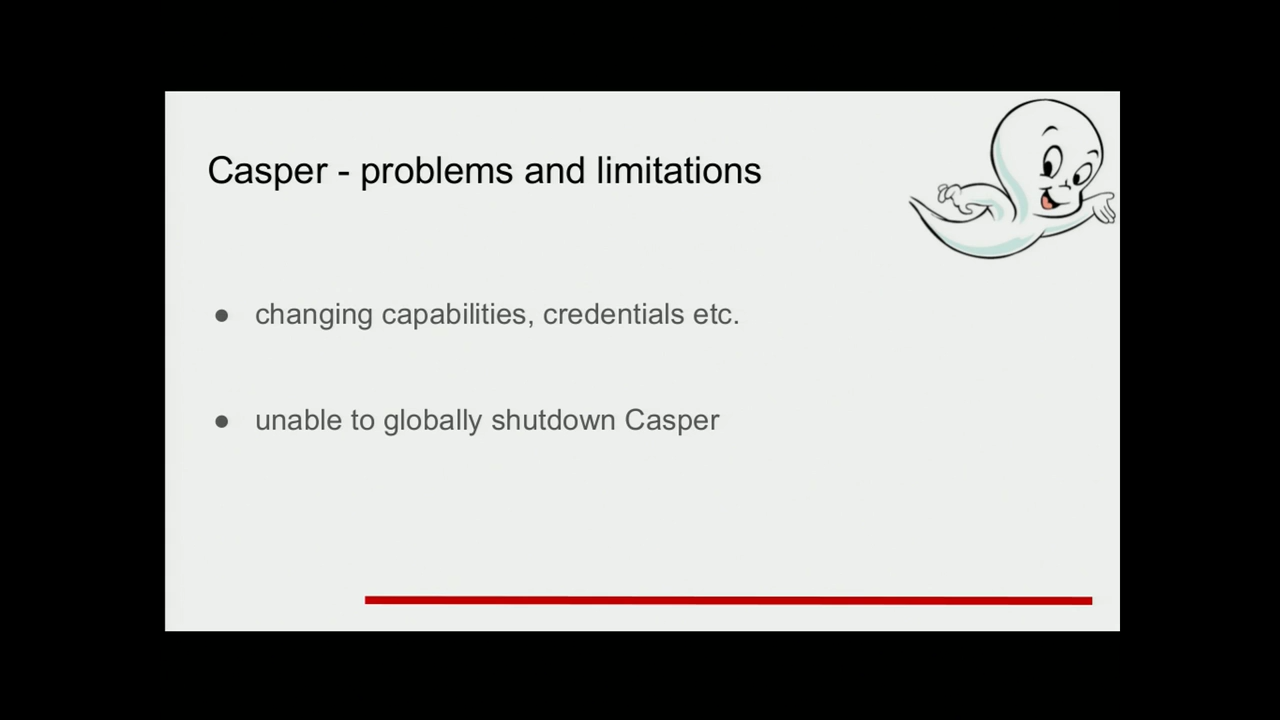 Casper - problems and limitations
● changing capabilities, credentials etc.
● unable to globally shutdown Casper